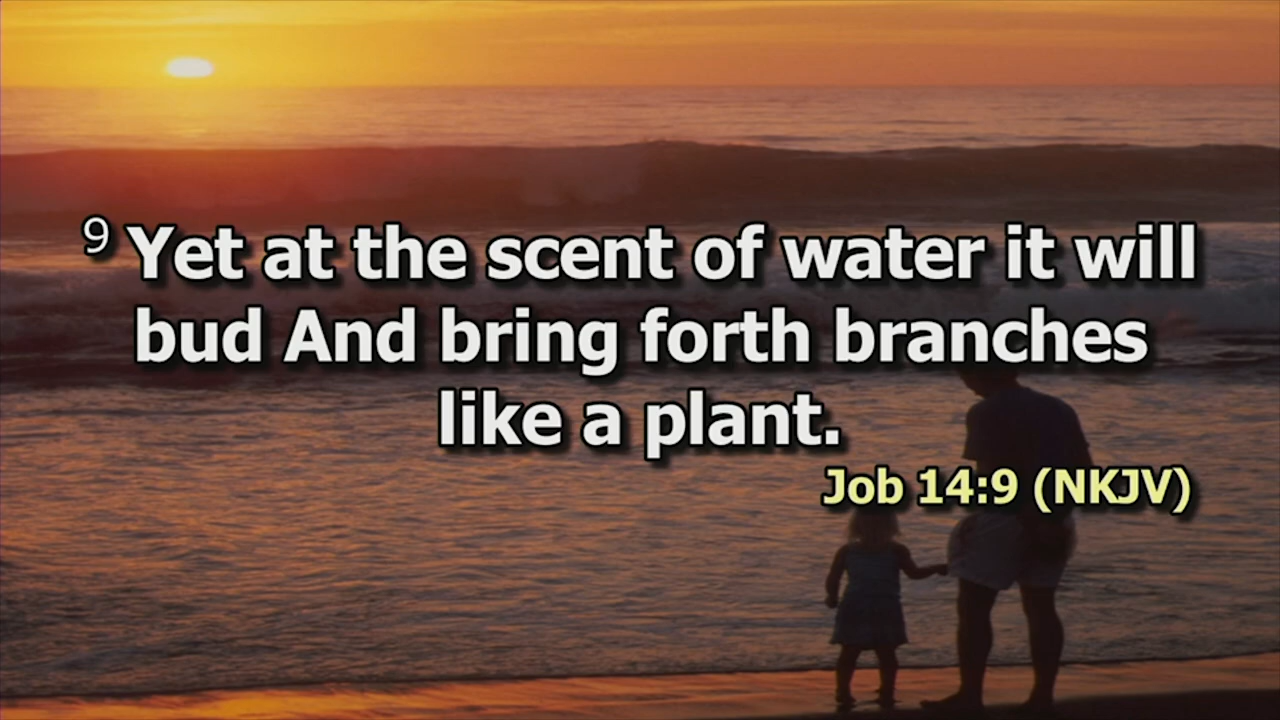 9 Yet at the scent of water it will
bud And bring forth branches
like a plant.
Job 14:9 (NKJV)